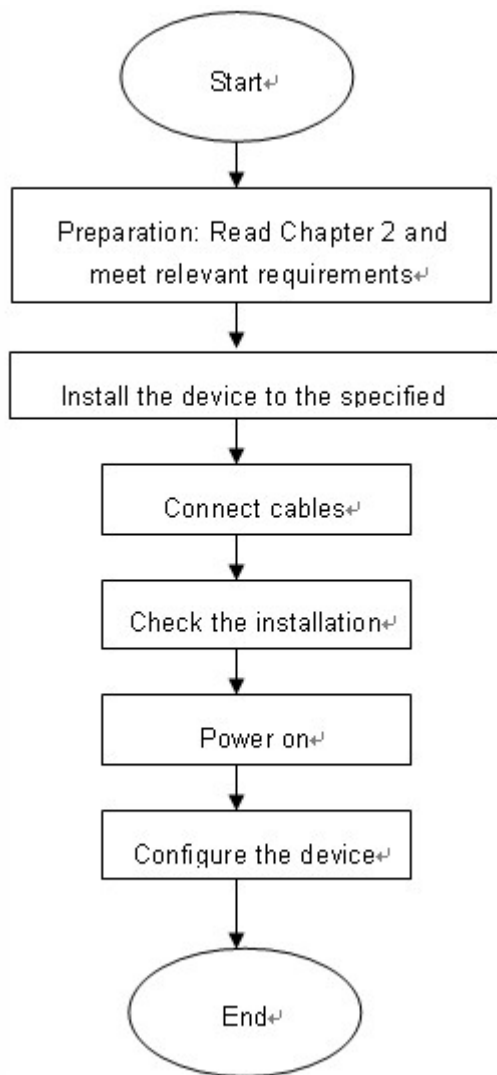 Start↵
Preparation: Read Chapter 2 and
meet relevant requirements↵
Install the device to the specified
Connect cables↵
Check the installation↵
Power on↵
Configure the device↵
End↵